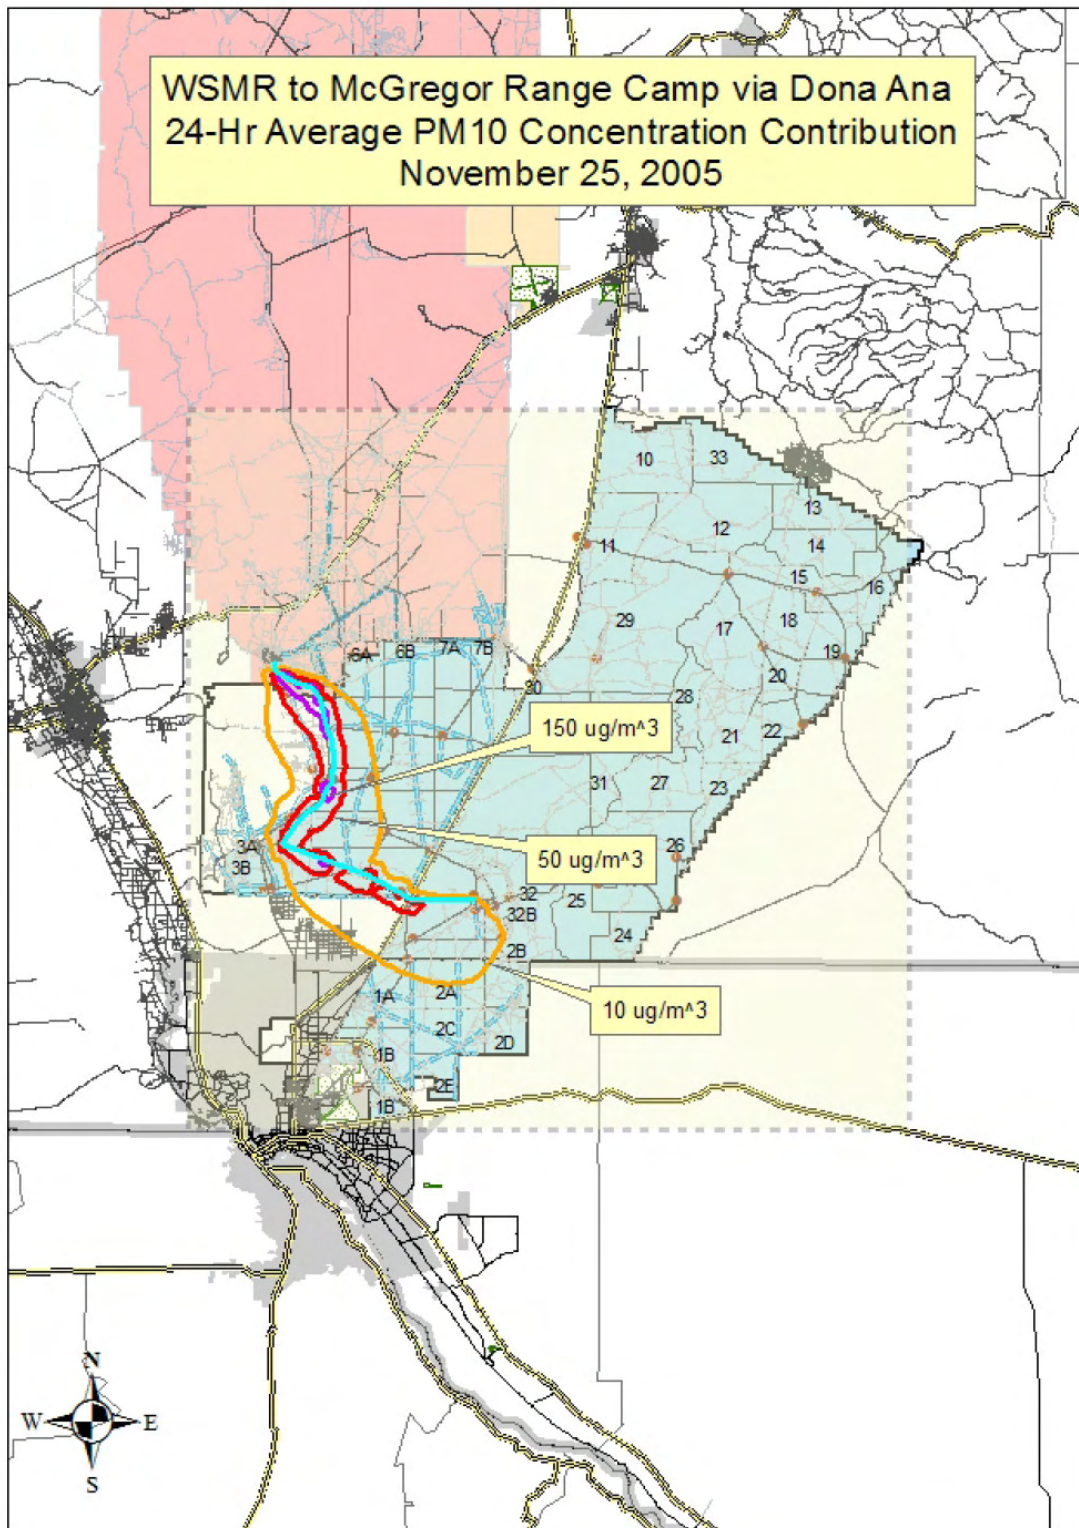 WSMR to McGregor Range Camp via Dona Ana
24-Hr Average PM10 Concentration Contribution
November 25, 2005
10
33
13
12
11
14
15
16
29
17
18
19
6A
6B
7A
7B
20
30
28
150 ug/m^3
21
22
31
27
23
3A
26
50 ug/m^3
3B
32
25
32B
24
2B
2A
1A
10 ug/m^3
2C
2D
1B
2E
1B
N
W
E
S